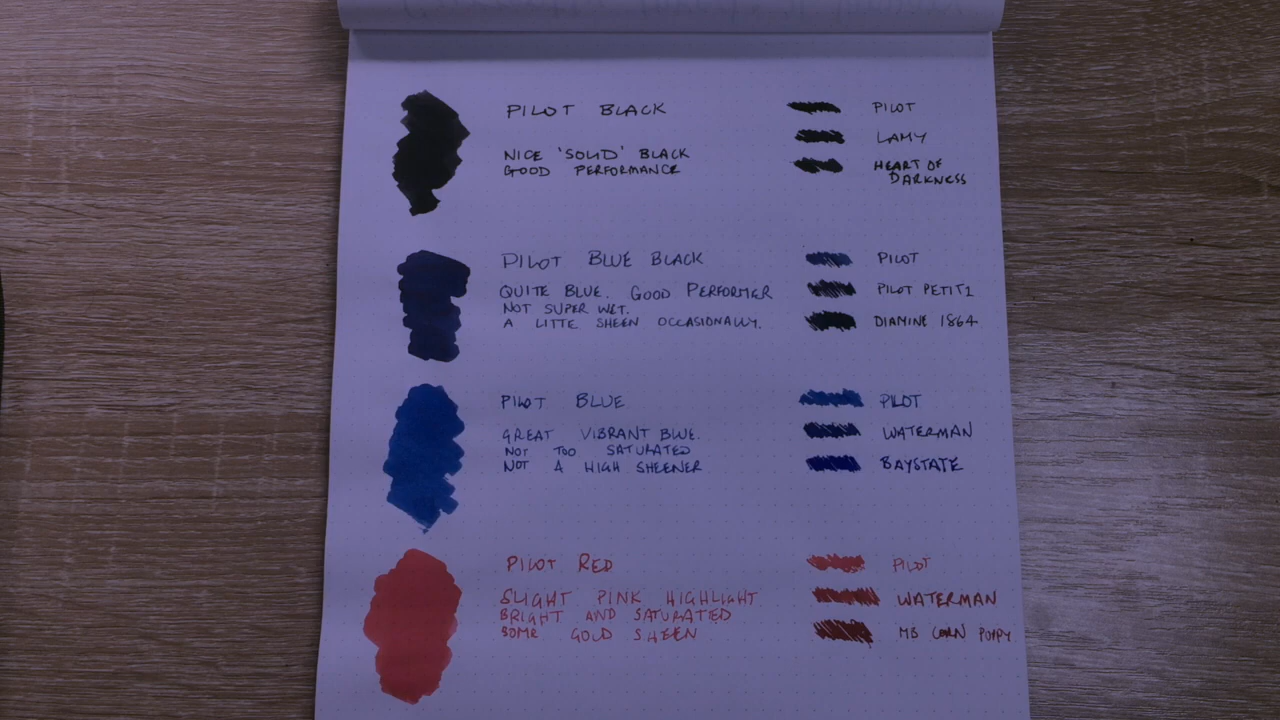 PILOT BLACK
NICE 'SOLID' BLACK
GOOD PERFORMANCE
PILOT
LAMY
HEART OF
DARKNESS
PILOT BLUE BLACK
QUITE BLUE. GOOD PERFORMER
NOT SUPER WET.
A LITTE SHEEN OCCASIONALLY.
PILOT
PILOT PETIT1
DIAMINE 1864
PILOT BLUE
GREAT VIBRANT BLUE.
NOT TOO SATURATED
NOT A HIGH SHEENER
PILOT
WATERMAN
BAYSTATE
PILOT RED
SLIGHT PINK HIGHLIGHT
BRIGHT AND SATURATED
SOME GOLD SHEEN
PILOT
WATERMAN
MB CORN POPPY